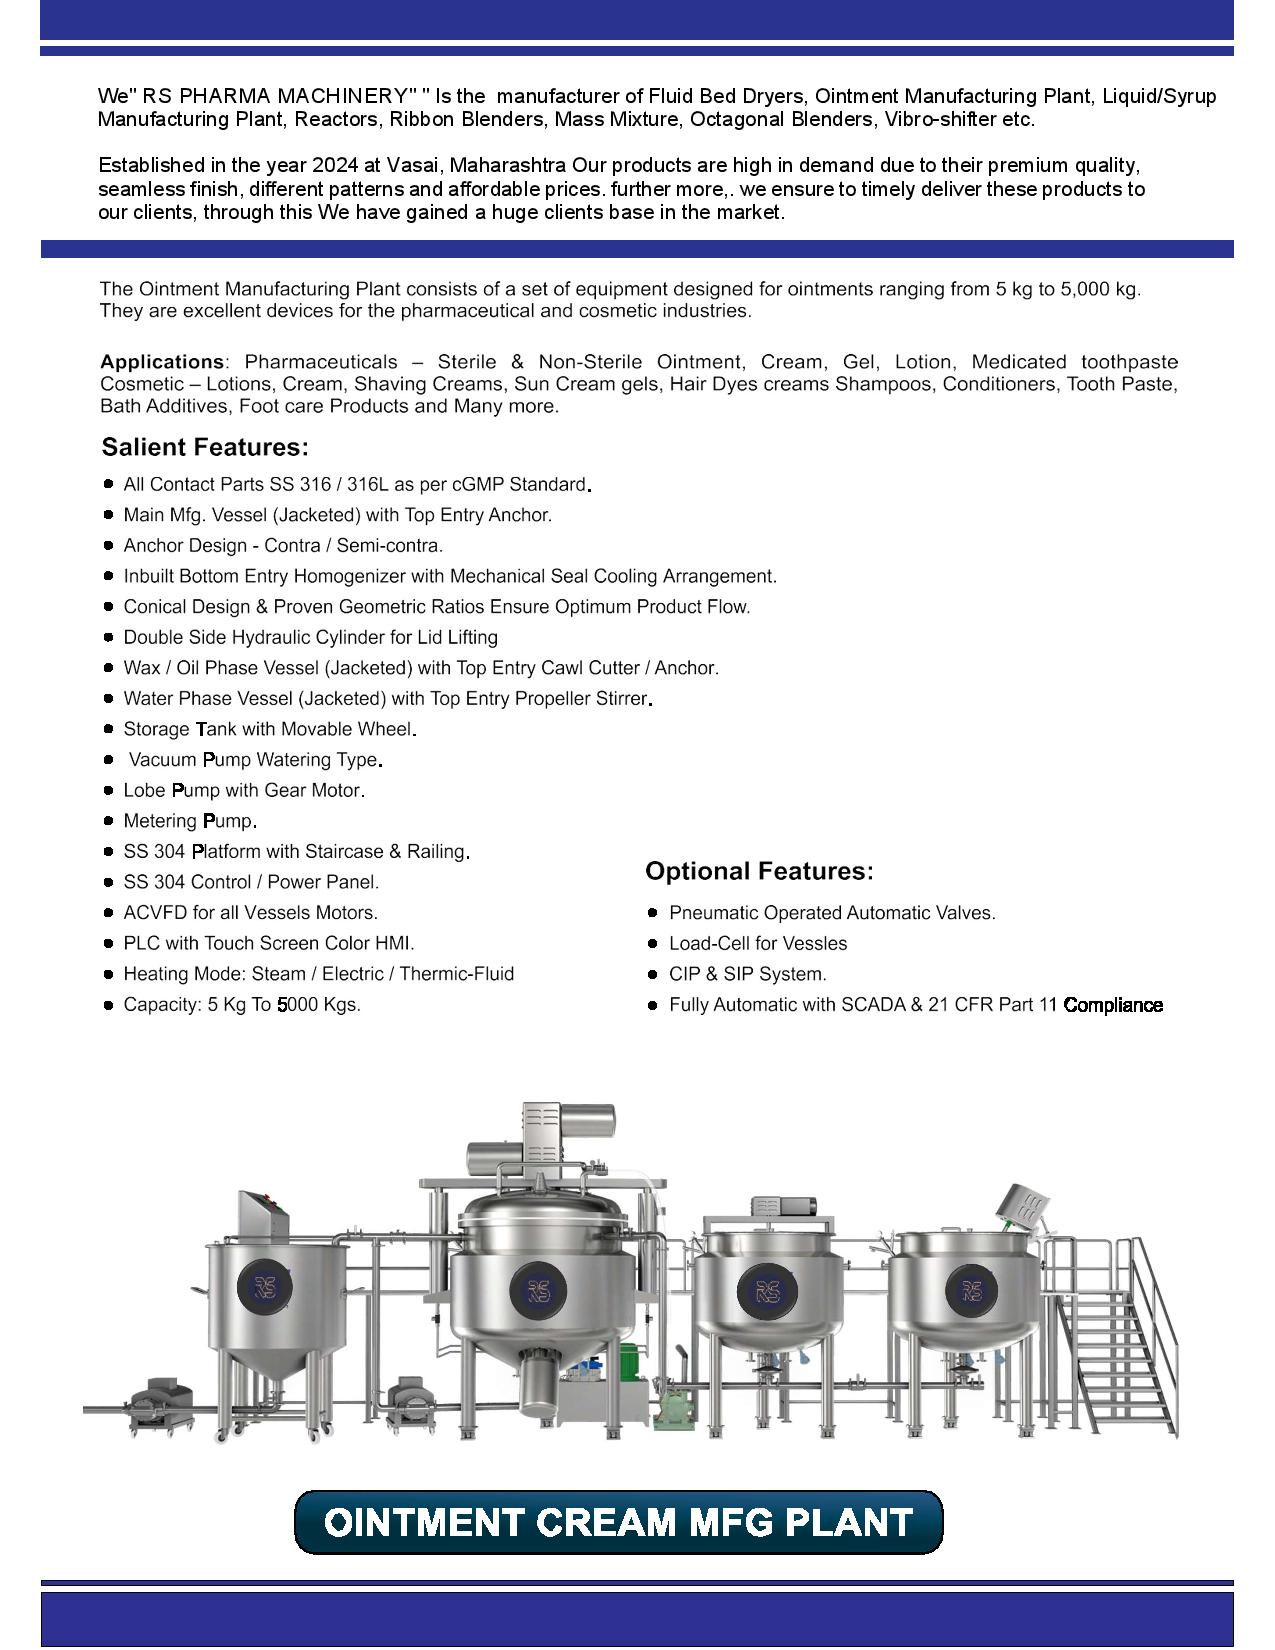 We" RS PHARMA MACHINERY" " Is the manufacturer of Fluid Bed Dryers, Ointment Manufacturing Plant, Liquid/Syrup
Manufacturing Plant, Reactors, Ribbon Blenders, Mass Mixture, Octagonal Blenders, Vibro-shifter etc.
Established in the year 2024 at Vasai, Maharashtra Our products are high in demand due to their premium quality,
seamless finish, different patterns and affordable prices. further more,. we ensure to timely deliver these products to
our clients, through this We have gained a huge clients base in the market.
The Ointment Manufacturing Plant consists of a set of equipment designed for ointments ranging from 5 kg to 5,000 kg.
They are excellent devices for the pharmaceutical and cosmetic industries.
Applications: Pharmaceuticals – Sterile & Non-Sterile Ointment, Cream, Gel, Lotion, Medicated toothpaste
Cosmetic – Lotions, Cream, Shaving Creams, Sun Cream gels, Hair Dyes creams Shampoos, Conditioners, Tooth Paste,
Bath Additives, Foot care Products and Many more.
Salient Features:
● All Contact Parts SS 316 / 316L as per cGMP Standard.
● Main Mfg. Vessel (Jacketed) with Top Entry Anchor.
● Anchor Design - Contra / Semi-contra.
● Inbuilt Bottom Entry Homogenizer with Mechanical Seal Cooling Arrangement.
● Conical Design & Proven Geometric Ratios Ensure Optimum Product Flow.
● Double Side Hydraulic Cylinder for Lid Lifting
● Wax / Oil Phase Vessel (Jacketed) with Top Entry Cawl Cutter / Anchor.
● Water Phase Vessel (Jacketed) with Top Entry Propeller Stirrer.
● Storage Tank with Movable Wheel.
● Vacuum Pump Watering Type.
● Lobe Pump with Gear Motor.
● Metering Pump.
● SS 304 Platform with Staircase & Railing.
● SS 304 Control / Power Panel.
● ACVFD for all Vessels Motors.
● PLC with Touch Screen Color HMI.
● Heating Mode: Steam / Electric / Thermic-Fluid
● Capacity: 5 Kg To 5000 Kgs.
Optional Features:
● Pneumatic Operated Automatic Valves.
● Load-Cell for Vessles
● CIP & SIP System.
● Fully Automatic with SCADA & 21 CFR Part 11 Compliance
RS
RS
RS
RS
OINTMENT CREAM MFG PLANT